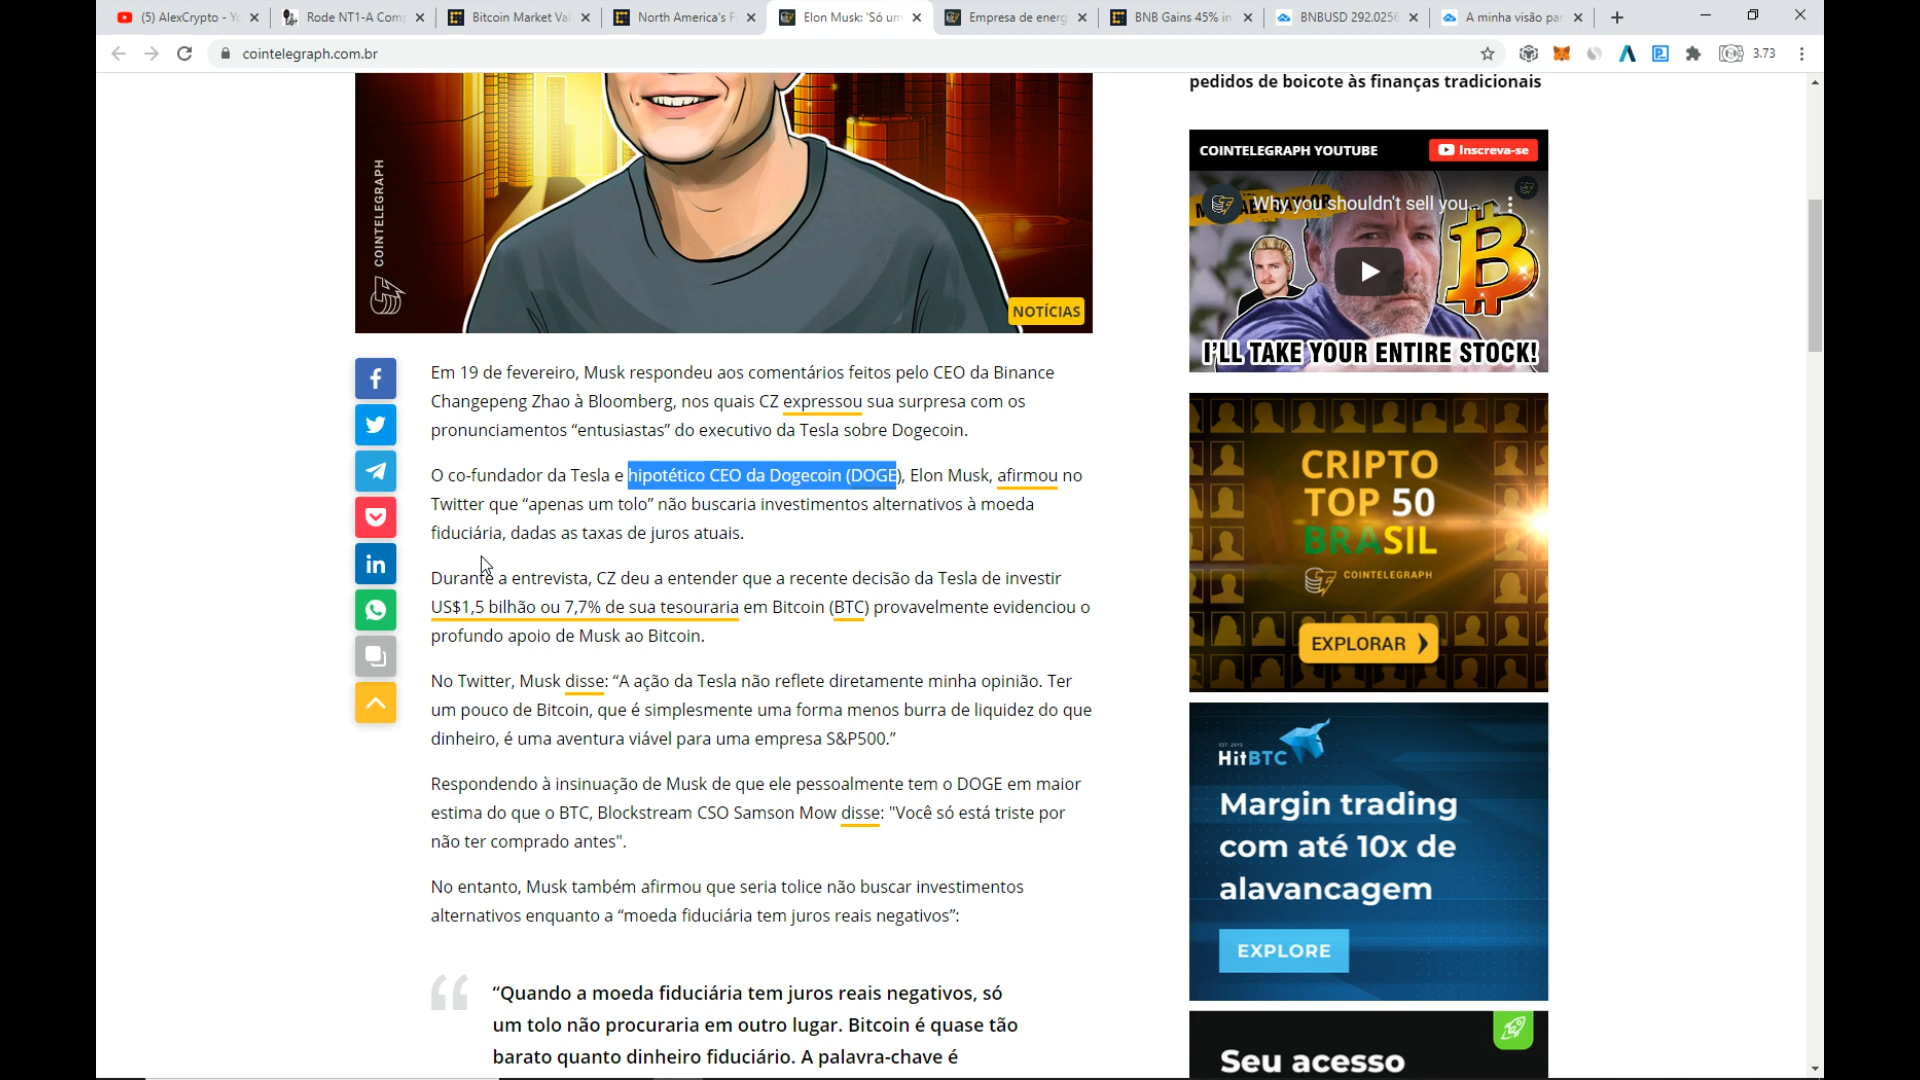 (5) AlexCrypto - Yo
Rode NT1-A Com
Bitcoin Market Val
North America's F
Elon Musk: 'Só um
Empresa de energ
BNB Gains 45% in
BNBUSD 292.0256
A minha visão par
cointelegraph.com.br
3.73
COINTELEGRAPH
NOTÍCIAS
Em 19 de fevereiro, Musk respondeu aos comentários feitos pelo CEO da Binance
Changepeng Zhao à Bloomberg, nos quais CZ expressou sua surpresa com os
pronunciamentos “entusiastas” do executivo da Tesla sobre Dogecoin.
O co-fundador da Tesla e hipotético CEO da Dogecoin (DOGE), Elon Musk, afirmou no
Twitter que “apenas um tolo” não buscaria investimentos alternativos à moeda
fiduciária, dadas as taxas de juros atuais.
Durante a entrevista, CZ deu a entender que a recente decisão da Tesla de investir
US$1,5 bilhão ou 7,7% de sua tesouraria em Bitcoin (BTC) provavelmente evidenciou o
profundo apoio de Musk ao Bitcoin.
No Twitter, Musk disse: “A ação da Tesla não reflete diretamente minha opinião. Ter
um pouco de Bitcoin, que é simplesmente uma forma menos burra de liquidez do que
dinheiro, é uma aventura viável para uma empresa S&P500.”
Respondendo à insinuação de Musk de que ele pessoalmente tem o DOGE em maior
estima do que o BTC, Blockstream CSO Samson Mow disse: "Você só está triste por
não ter comprado antes".
No entanto, Musk também afirmou que seria tolice não buscar investimentos
alternativos enquanto a “moeda fiduciária tem juros reais negativos”:
“Quando a moeda fiduciária tem juros reais negativos, só
um tolo não procuraria em outro lugar. Bitcoin é quase tão
barato quanto dinheiro fiduciário. A palavra-chave é
pedidos de boicote às finanças tradicionais
COINTELEGRAPH YOUTUBE
Inscreva-se
Why you shouldn't sell you...
I'LL TAKE YOUR ENTIRE STOCK!
CRIPTO
TOP 50
BRASIL
COINTELEGRAPH
EXPLORAR
HitBTC
Margin trading
com até 10x de
alavancagem
EXPLORE
Seu acesso